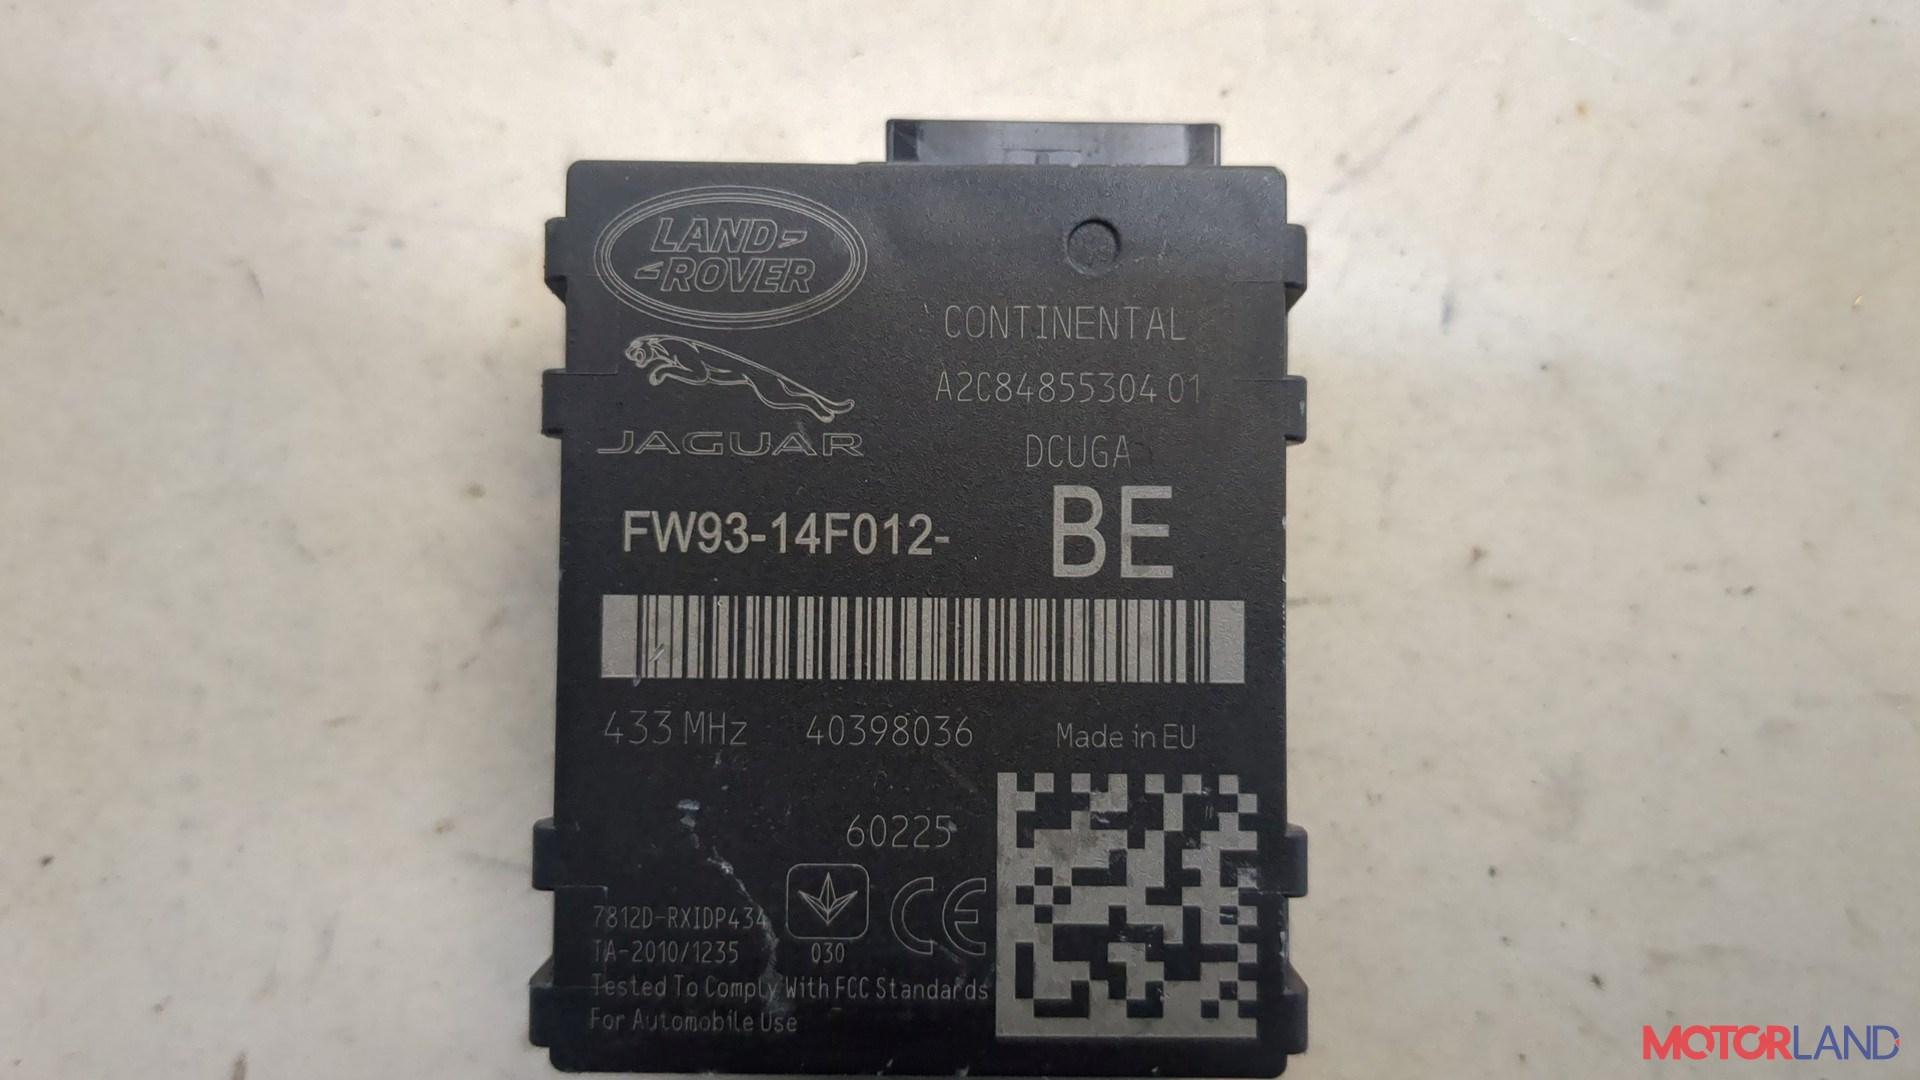 LAND
ROVER
JAGUAR
CONTINENTAL
A2C84855304 01
DCUGA
FW93-14F012- BE
433 MHz 40398036 Made in EU
60225
7812D-RXIDP434
TA-2010/1235
030
CE
Tested To Comply With FCC Standards
For Automobile Use
MOTORLAND